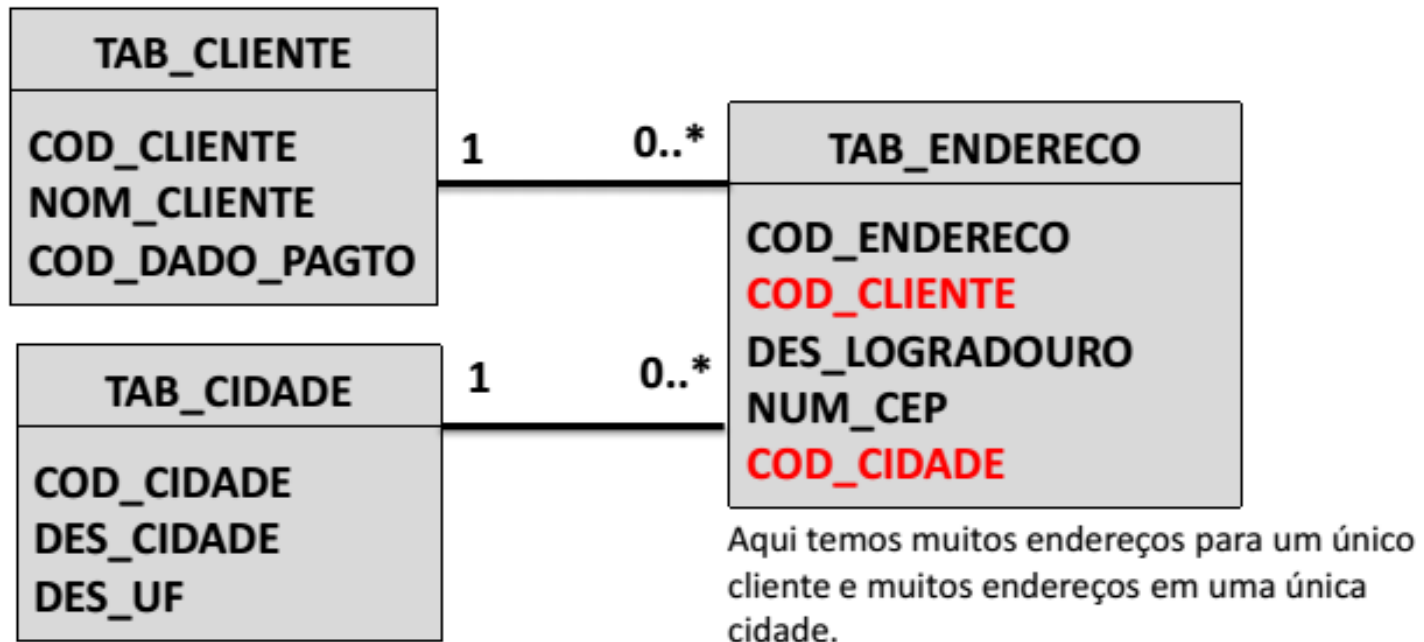 TAB_CLIENTE
COD_CLIENTE
NOM_CLIENTE
COD_DADO_PAGTO
1
0..*
TAB_ENDERECO
COD_ENDERECO
COD_CLIENTE
DES_LOGRADOURO
NUM_CEP
COD_CIDADE
TAB_CIDADE
COD_CIDADE
DES_CIDADE
DES_UF
1
0..*
Aqui temos muitos endereços para um único
cliente e muitos endereços em uma única
cidade.